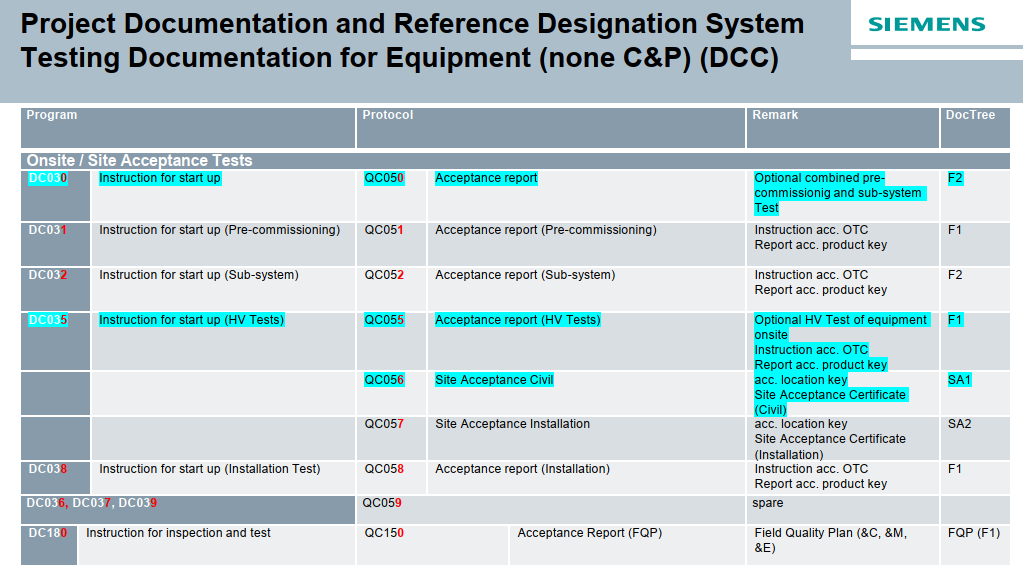 Project Documentation and Reference Designation System
Testing Documentation for Equipment (none C&P) (DCC)
SIEMENS
Program Protocol Remark DocTree
Onsite / Site Acceptance Tests
DC030 Instruction for start up QC050 Acceptance report Optional combined pre- F2
commissionig and sub-system
Test
DC031 Instruction for start up (Pre-commissioning) QC051 Acceptance report (Pre-commissioning) Instruction acc. OTC F1
Report acc. product key
DC032 Instruction for start up (Sub-system) QC052 Acceptance report (Sub-system) Instruction acc. OTC F2
Report acc. product key
DC035 Instruction for start up (HV Tests) QC055 Acceptance report (HV Tests) Optional HV Test of equipment F1
onsite
Instruction acc. OTC
Report acc. product key
QC056 Site Acceptance Civil acc. location key SA1
Site Acceptance Certificate
(Civil)
QC057 Site Acceptance Installation acc. location key SA2
Site Acceptance Certificate
(Installation)
DC038 Instruction for start up (Installation Test) QC058 Acceptance report (Installation) Instruction acc. OTC F1
Report acc. product key
DC036, DC037, DC039 QC059 spare
DC180 Instruction for inspection and test QC150 Acceptance Report (FQP) Field Quality Plan (&C, &M, FQP (F1)
&E)